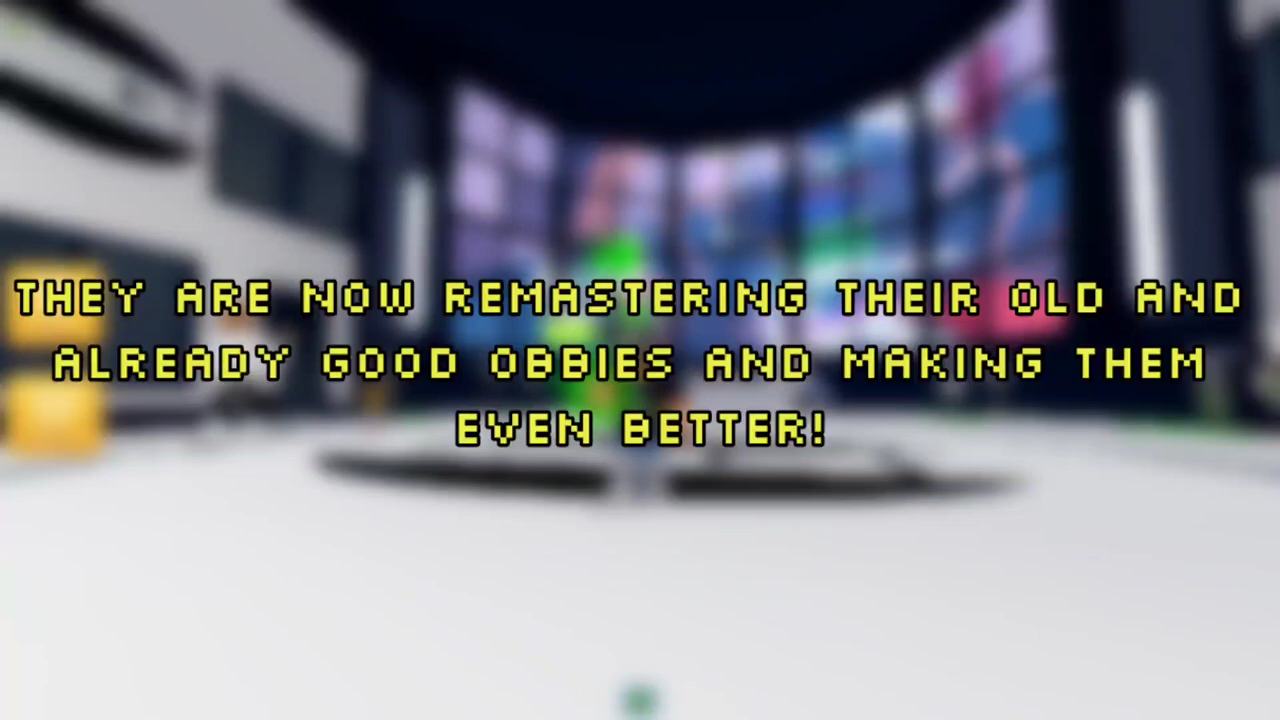 THEY ARE NOW REMASTERING THEIR OLD AND
ALREADY GOOD OBBIES AND MAKING THEM
EVEN BETTER!